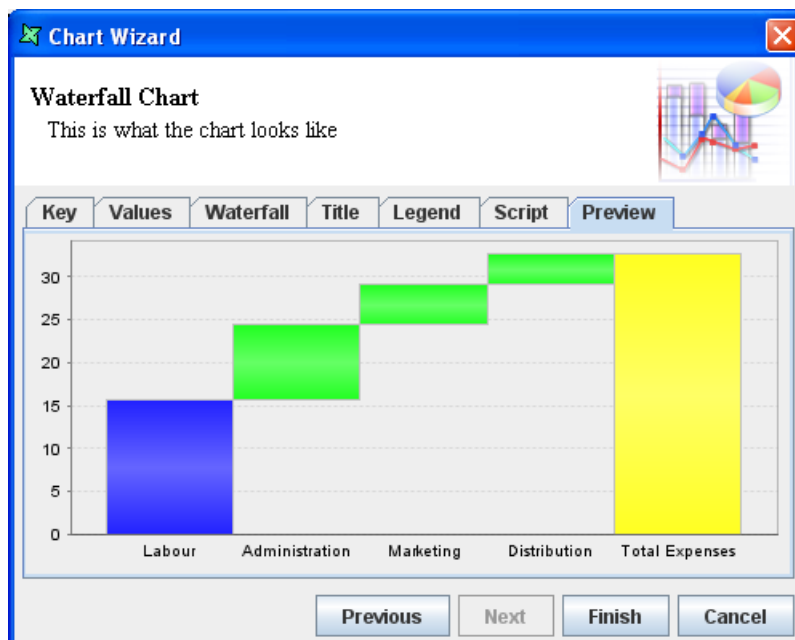 Chart Wizard
Waterfall Chart
This is what the chart looks like
Key Values Waterfall Title Legend Script Preview
30
25
20
15
10
5
0
Labour Administration Marketing Distribution Total Expenses
Previous Next Finish Cancel